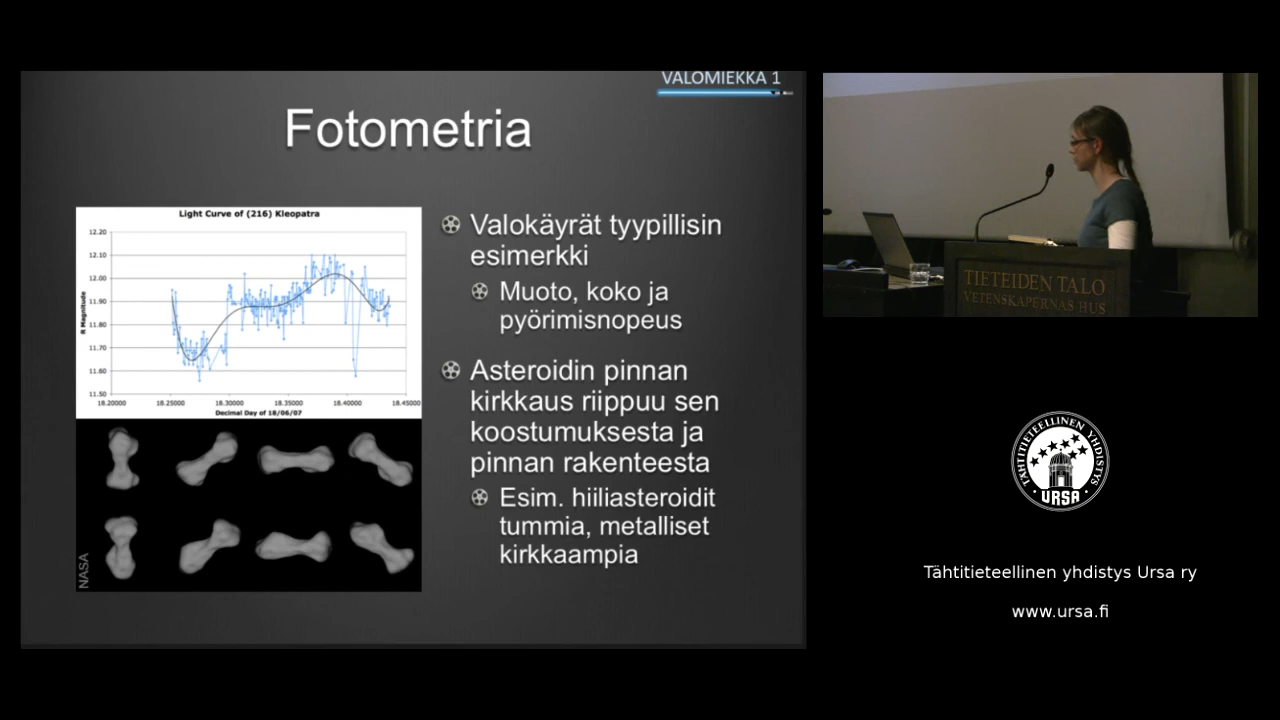 VALOMIEKKA 1
Fotometria
Light Curve of (216) Kleopatra
12.20
12.10
12.00
11.90
11.80
11.70
11.60
11.50
R Magnitude
18.20000 18.25000 18.30000 18.35000 18.40000 18.45000
Decimal Day of 18/06/07
NASA
Valokäyrät tyypillisin
esimerkki
Muoto, koko ja
pyörimisnopeus
Asteroidin pinnan
kirkkaus riippuu sen
koostumuksesta ja
pinnan rakenteesta
Esim. hiiliasteroidit
tummia, metalliset
kirkkaampia
TIETEIDEN TALO
VETENSKAPERNAS HUS
TÄHTITIETEELLINEN YHDISTYS
URSA
Tähtitieteellinen yhdistys Ursa ry
www.ursa.fi